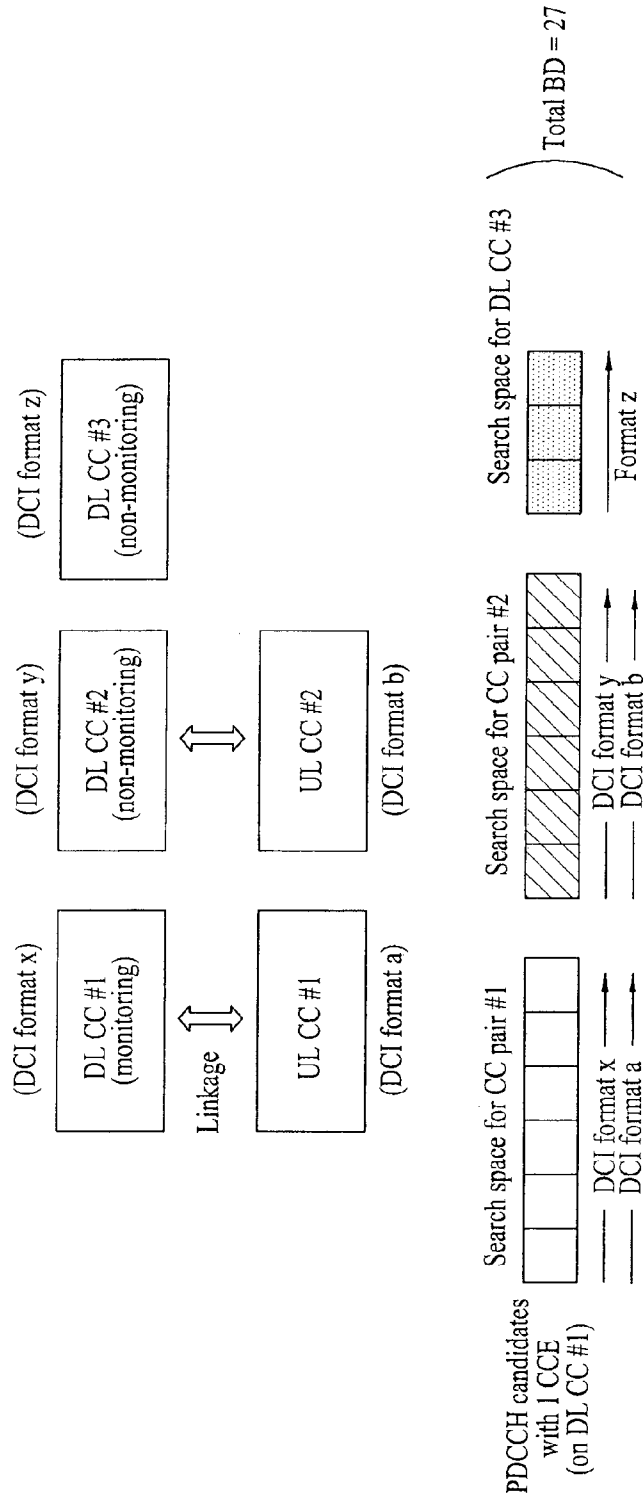 (DCI format x)
DL CC #1
(monitoring)
Linkage
UL CC #1
(DCI format a)
(DCI format y)
DL CC #2
(non-monitoring)
UL CC #2
(DCI format b)
(DCI format z)
DL CC #3
(non-monitoring)
PDCCH candidates
with 1 CCE
(on DL CC #1)
Search space for CC pair #1
DCI format x
DCI format a
Search space for CC pair #2
DCI format y
DCI format b
Search space for DL CC #3
Format z
Total BD = 27